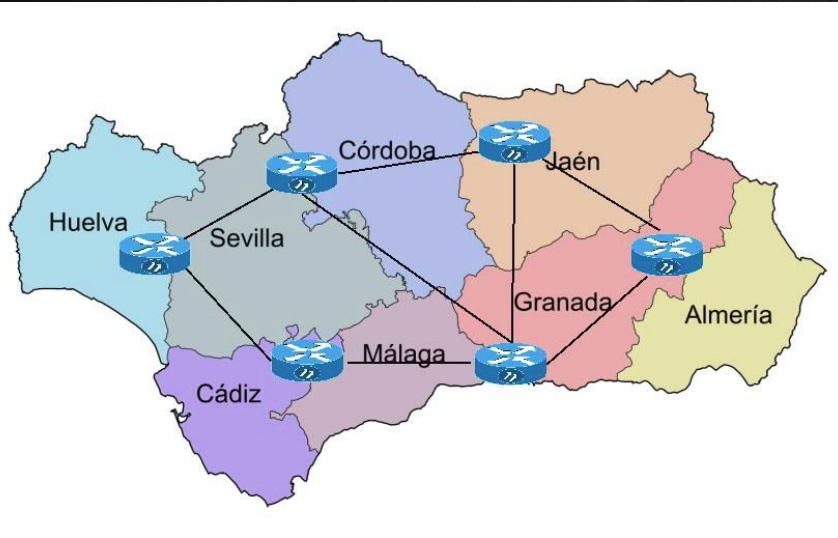 Córdoba
Jaén
Huelva
Sevilla
Granada
Almería
Málaga
Cádiz